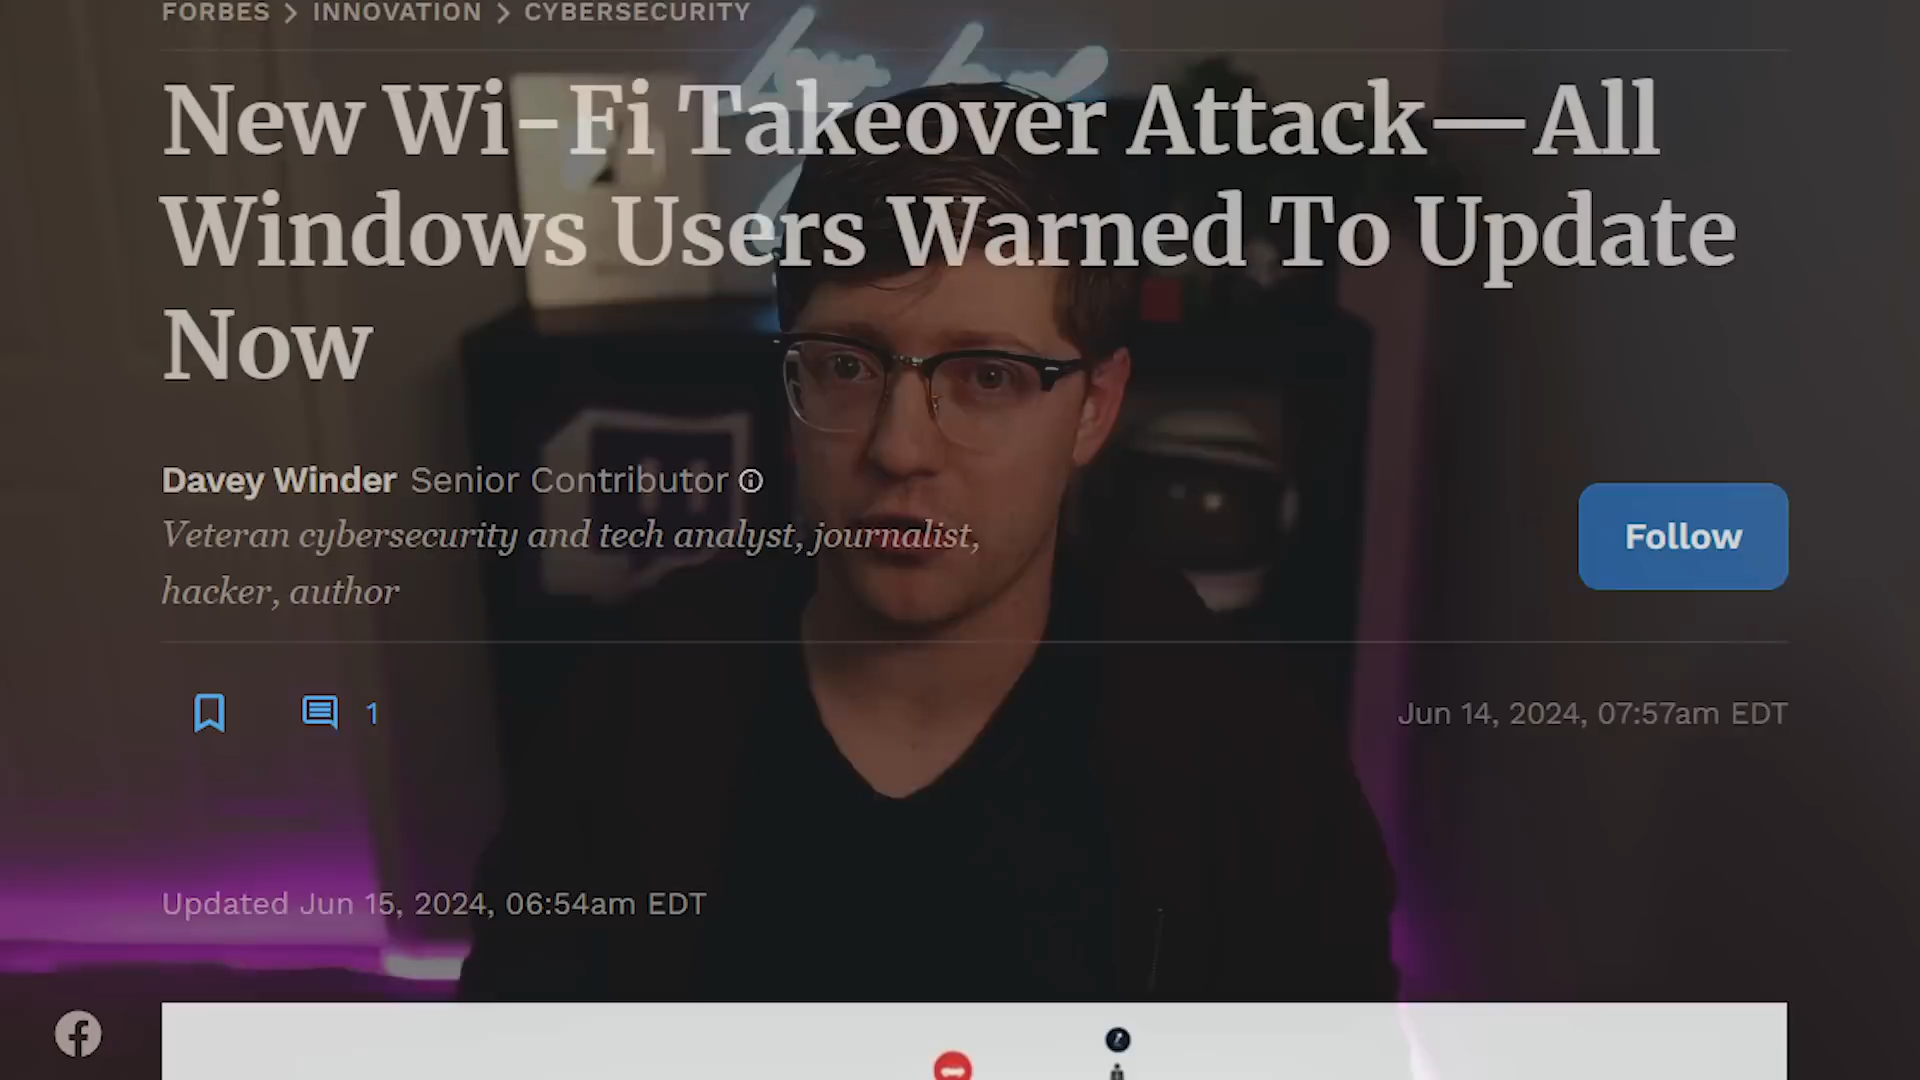 FORBES > INNOVATION > CYBERSECURITY
New Wi-Fi Takeover Attack—All
Windows Users Warned To Update
Now
Davey Winder Senior Contributor
Veteran cybersecurity and tech analyst, journalist,
hacker, author
Follow
1
Jun 14, 2024, 07:57am EDT
Updated Jun 15, 2024, 06:54am EDT